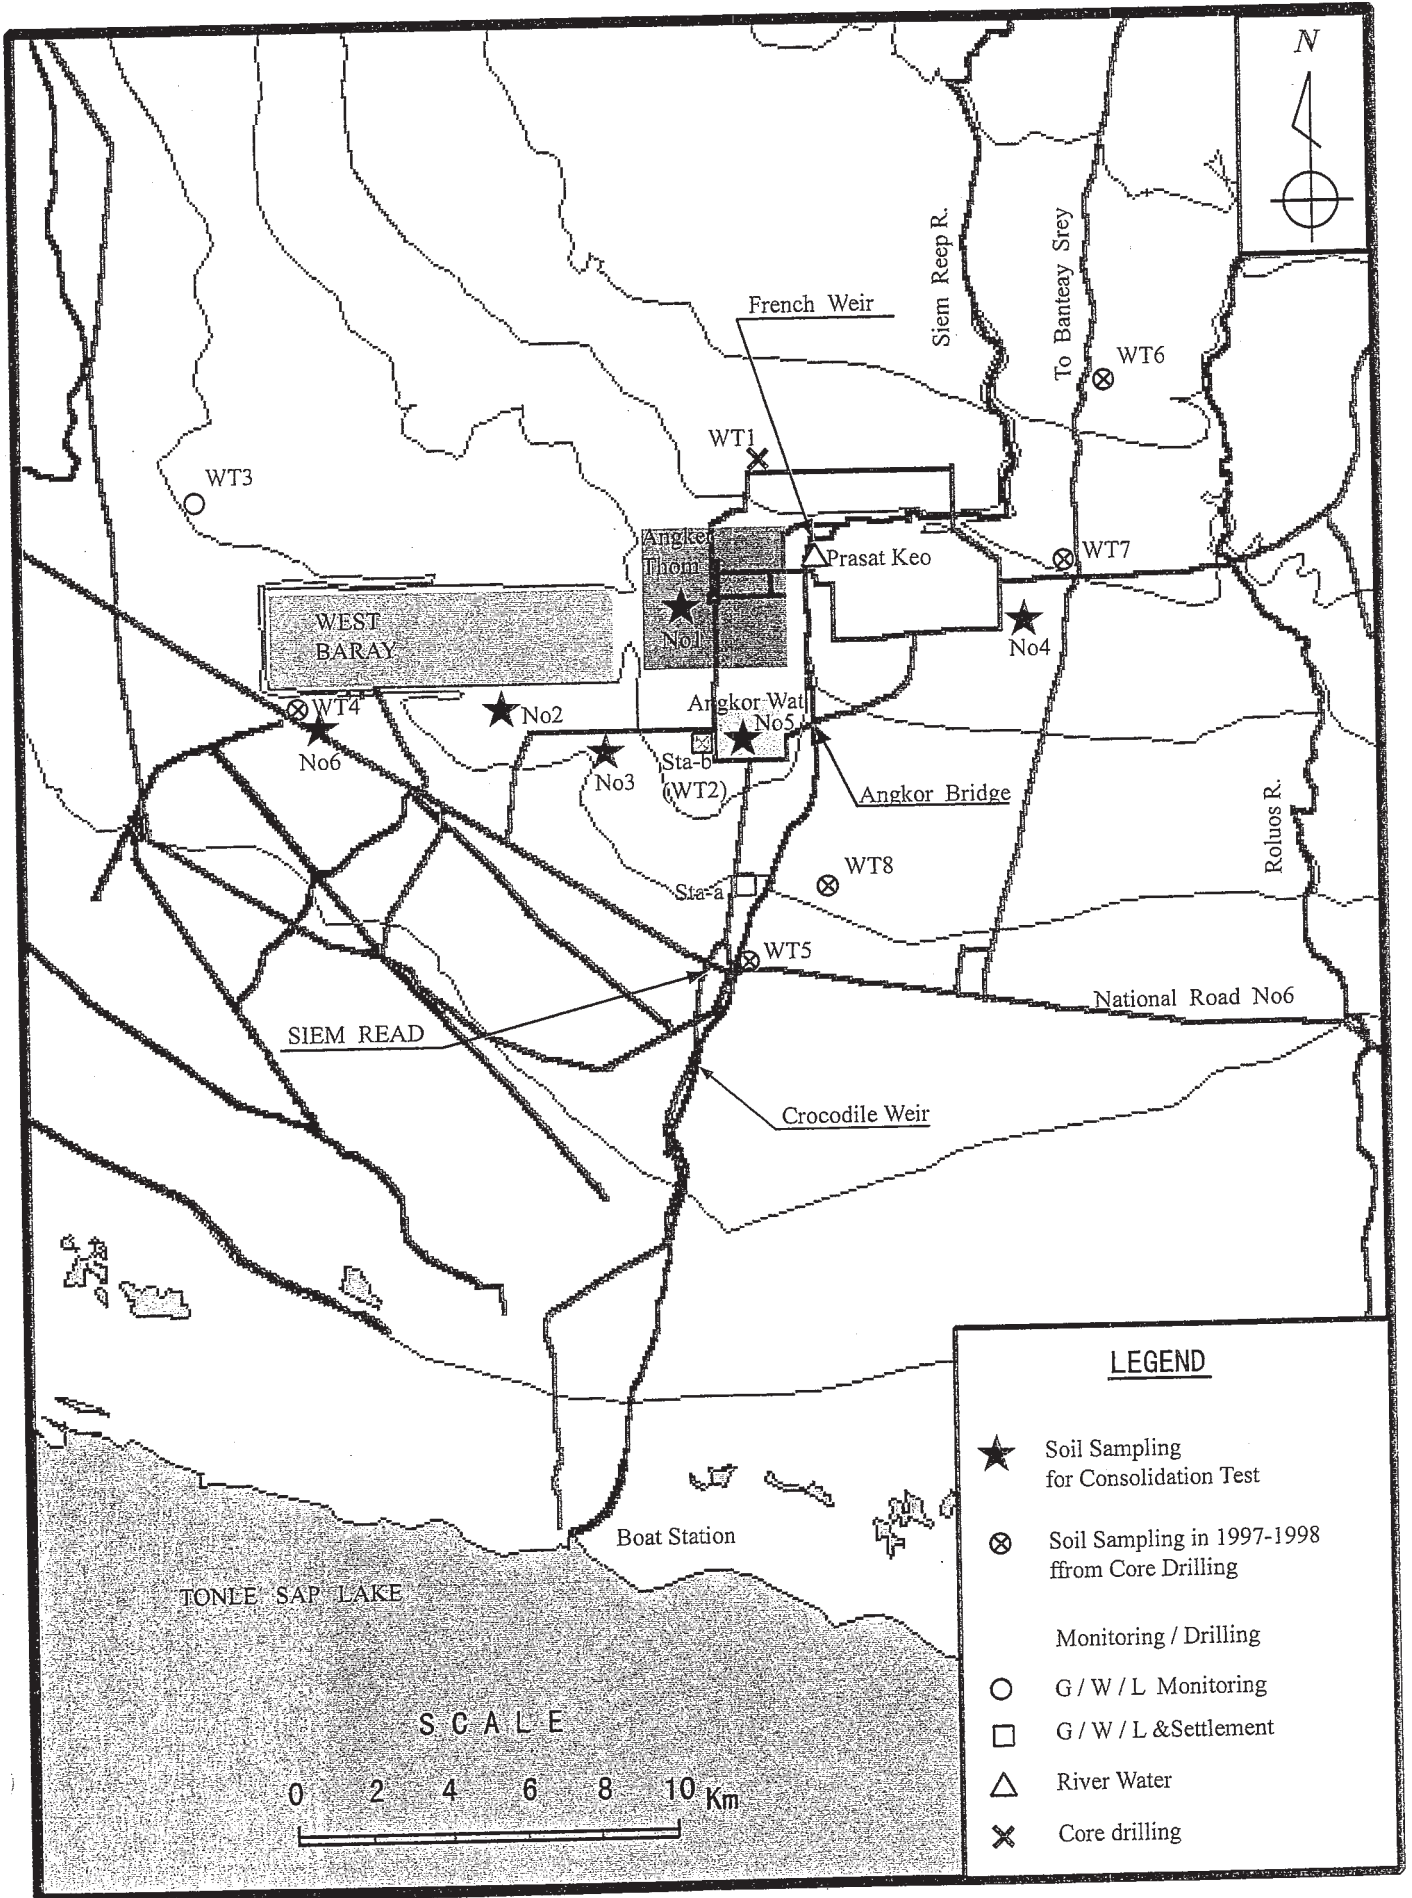 N
Siem Reep R.
To Banteay Srey
French Weir
WT6
WT1
WT3
WT7
Angker
Thom
Prasat Keo
No1
No4
WEST
BARAY
WT4
No2
Angkor Wat
No5
No6
No3
Sta-b
(WT2)
Angkor Bridge
Roluos R.
WT8
Sta-a
WT5
National Road No6
SIEM READ
Crocodile Weir
Boat Station
TONLE SAP LAKE
SCALE
0 2 4 6 8 10 Km
LEGEND
Soil Sampling
for Consolidation Test
Soil Sampling in 1997-1998
ffrom Core Drilling
Monitoring / Drilling
G / W / L Monitoring
G / W / L &Settlement
River Water
Core drilling